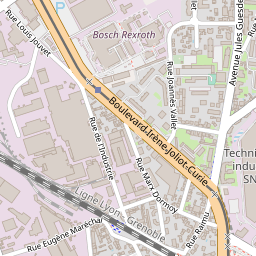 Rue Louis Jouvet
Bosch Rexroth
Avenue Jules Guesde
Rue Joannès Vallet
Boulevard Irène Joliot Curie
Rue de l'Industrie
Rue Marx Dormoy
Techni
indus
SN
Ligne Lyon - Grenoble
Rue Ramu
Rue Eugène Maréchal